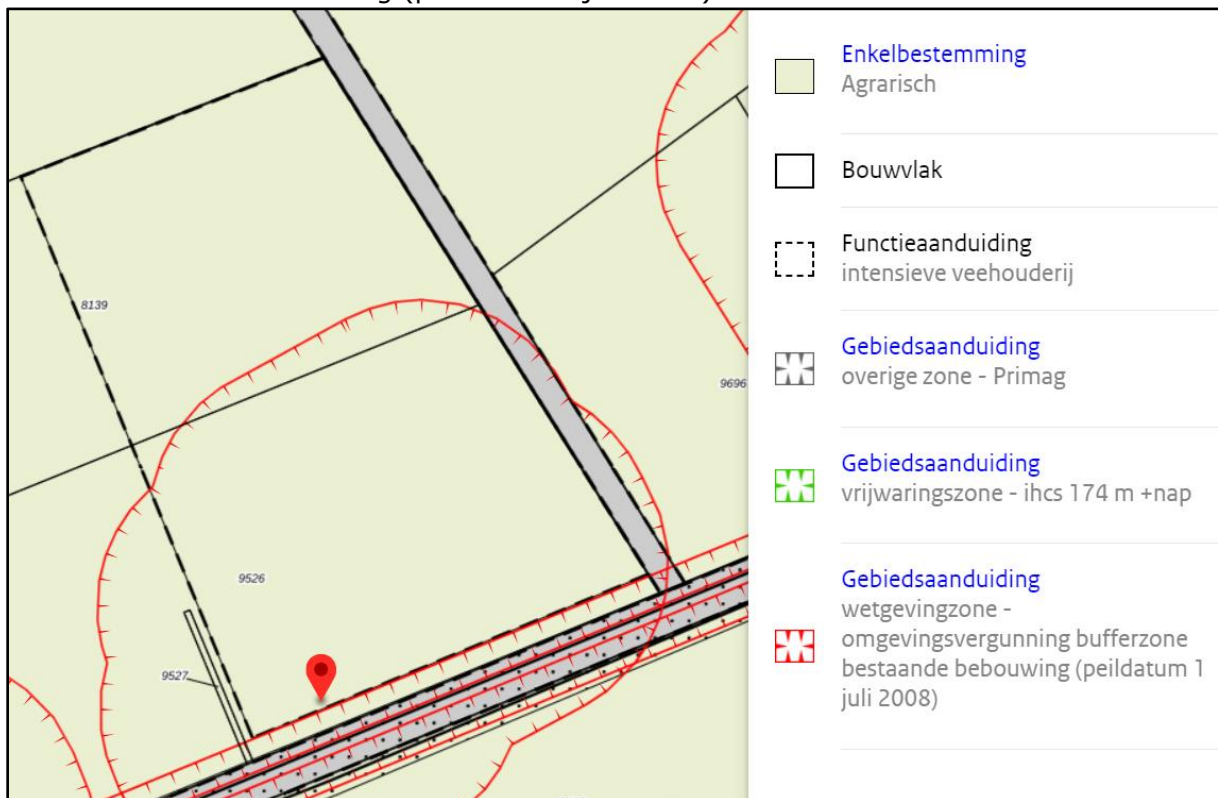 8139
9696
9526
9527
Enkelbestemming
Agrarisch
Bouwvlak
Functieaanduiding
intensieve veehouderij
Gebiedsaanduiding
overige zone - Primag
Gebiedsaanduiding
vrijwaringszone - ihcs 174 m +nap
Gebiedsaanduiding
wetgevingzone -
omgevingsvergunning bufferzone
bestaande bebouwing (peildatum 1
juli 2008)